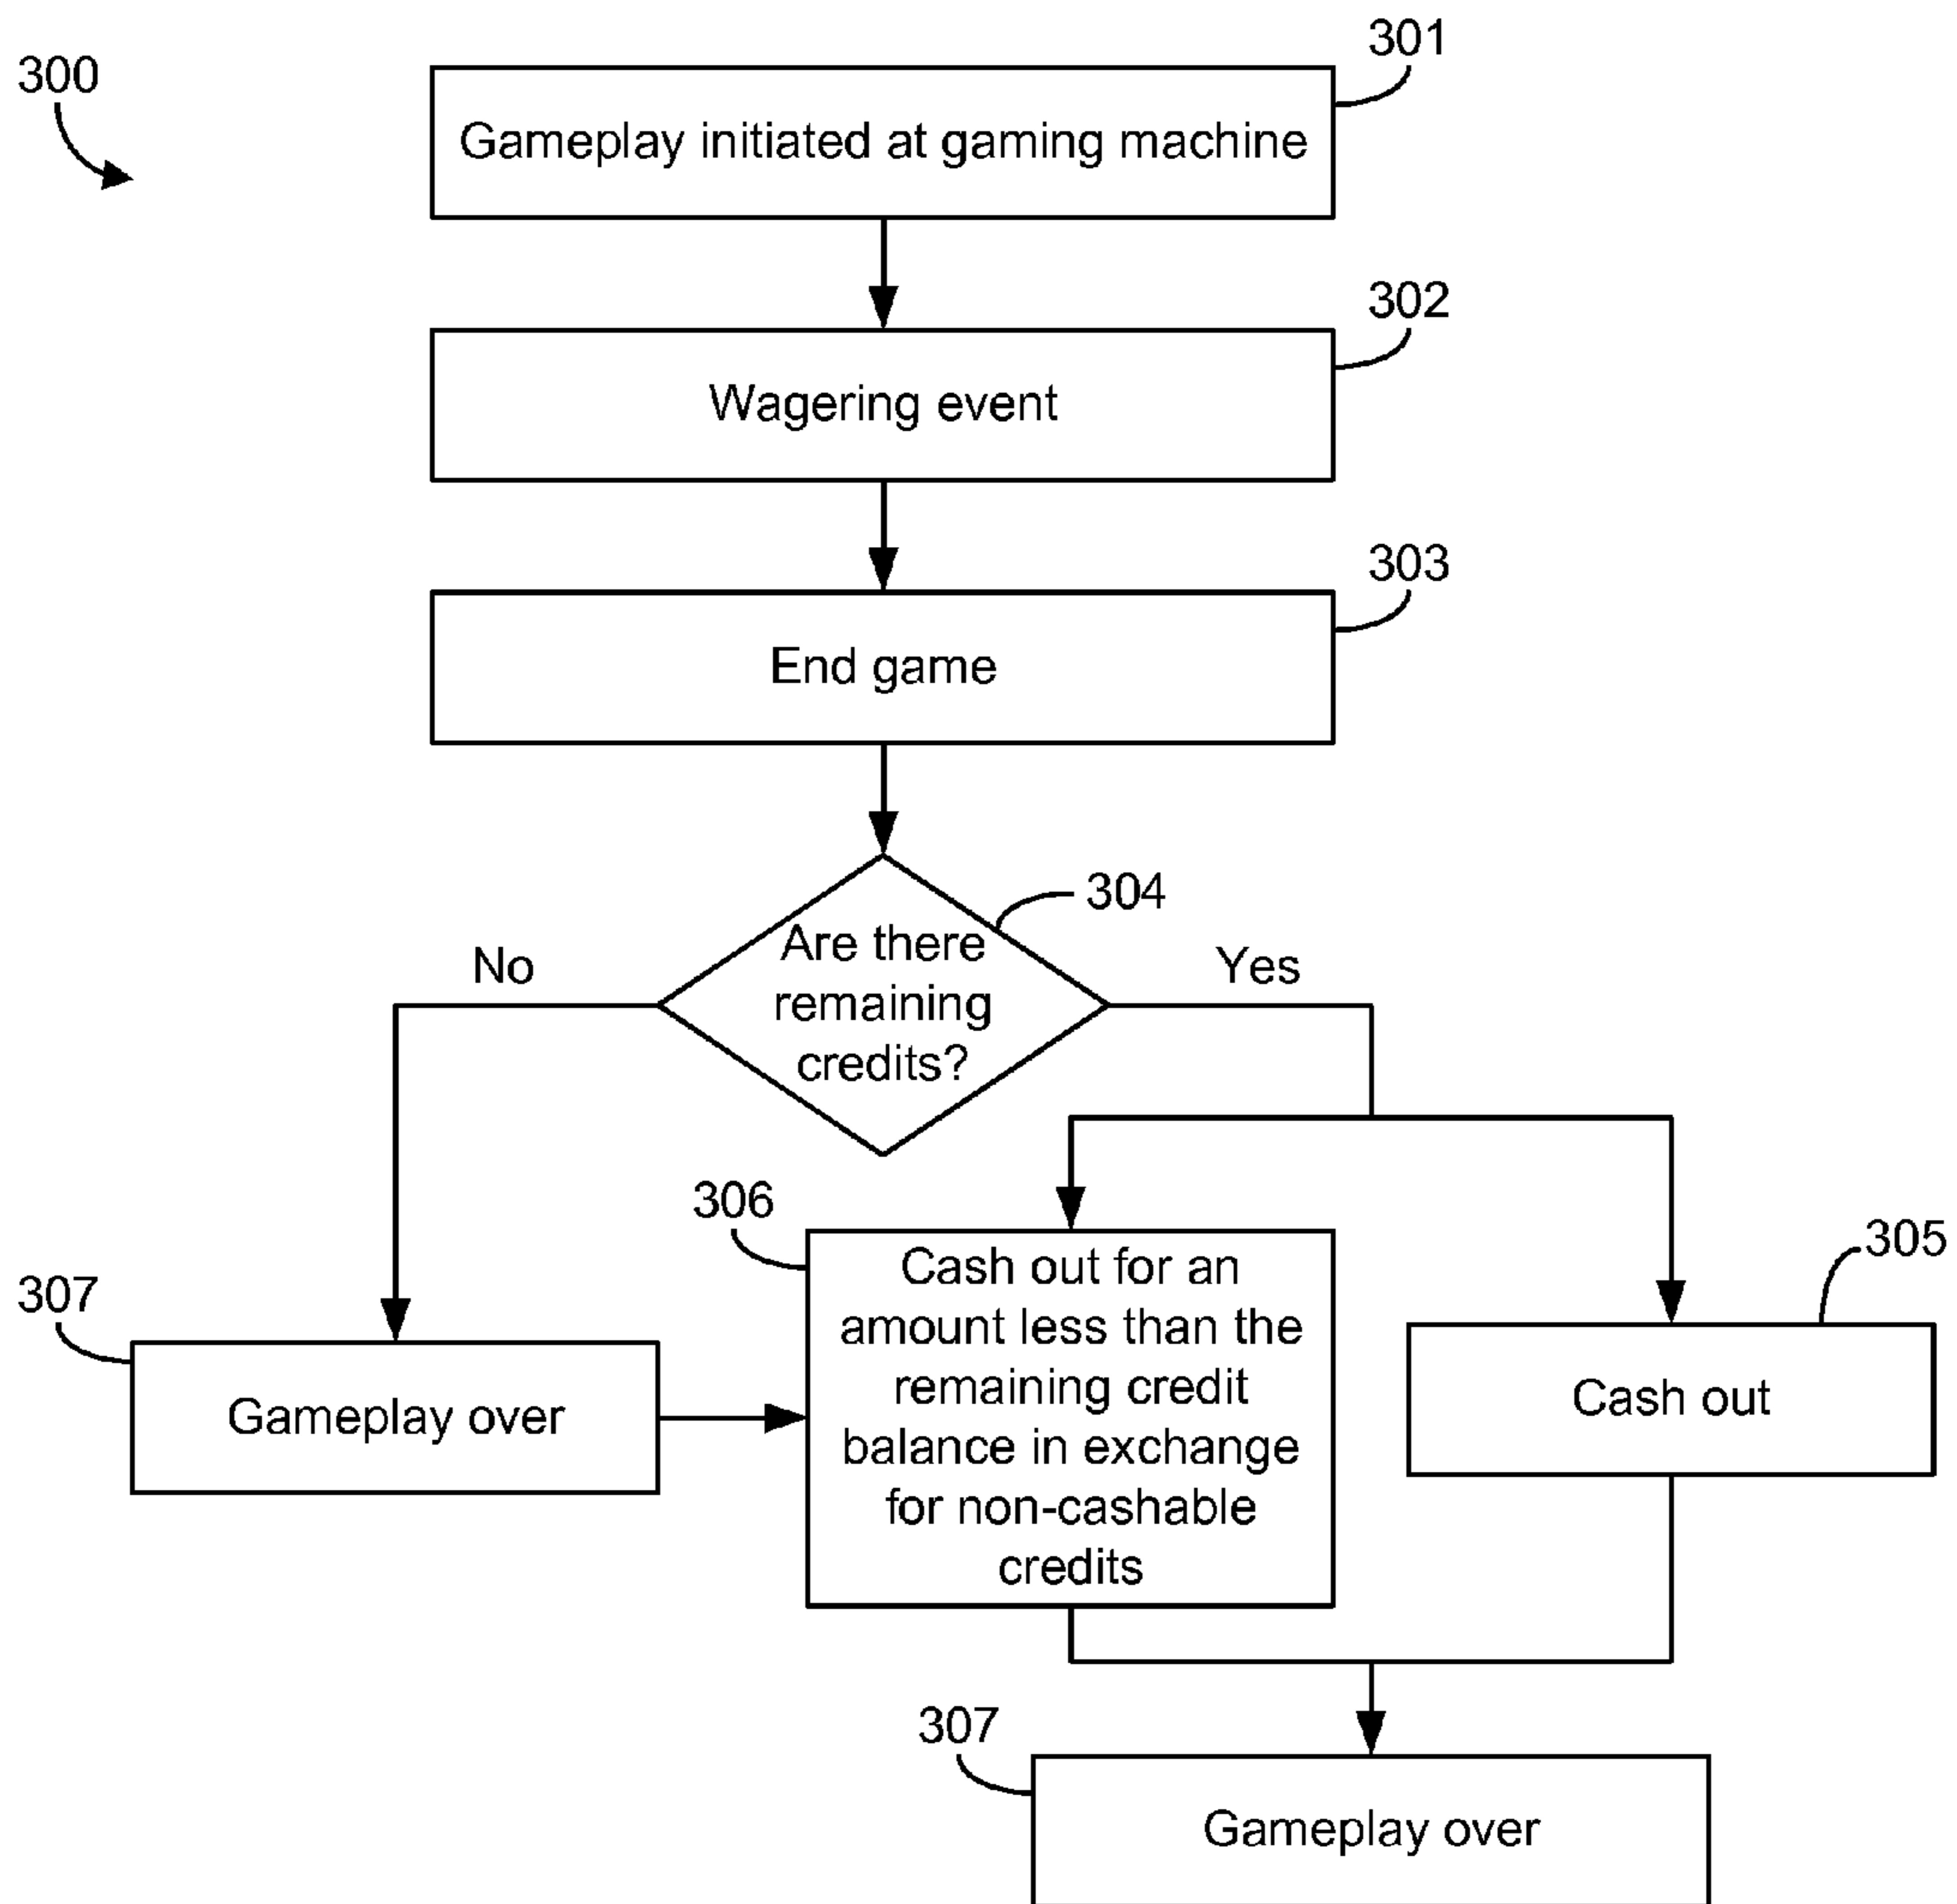 300
301
Gameplay initiated at gaming machine
302
Wagering event
303
End game
304
Are there
remaining
credits?
No
Yes
306
Cash out for an
amount less than the
remaining credit
balance in exchange
for non-cashable
credits
305
Cash out
307
Gameplay over
307
Gameplay over